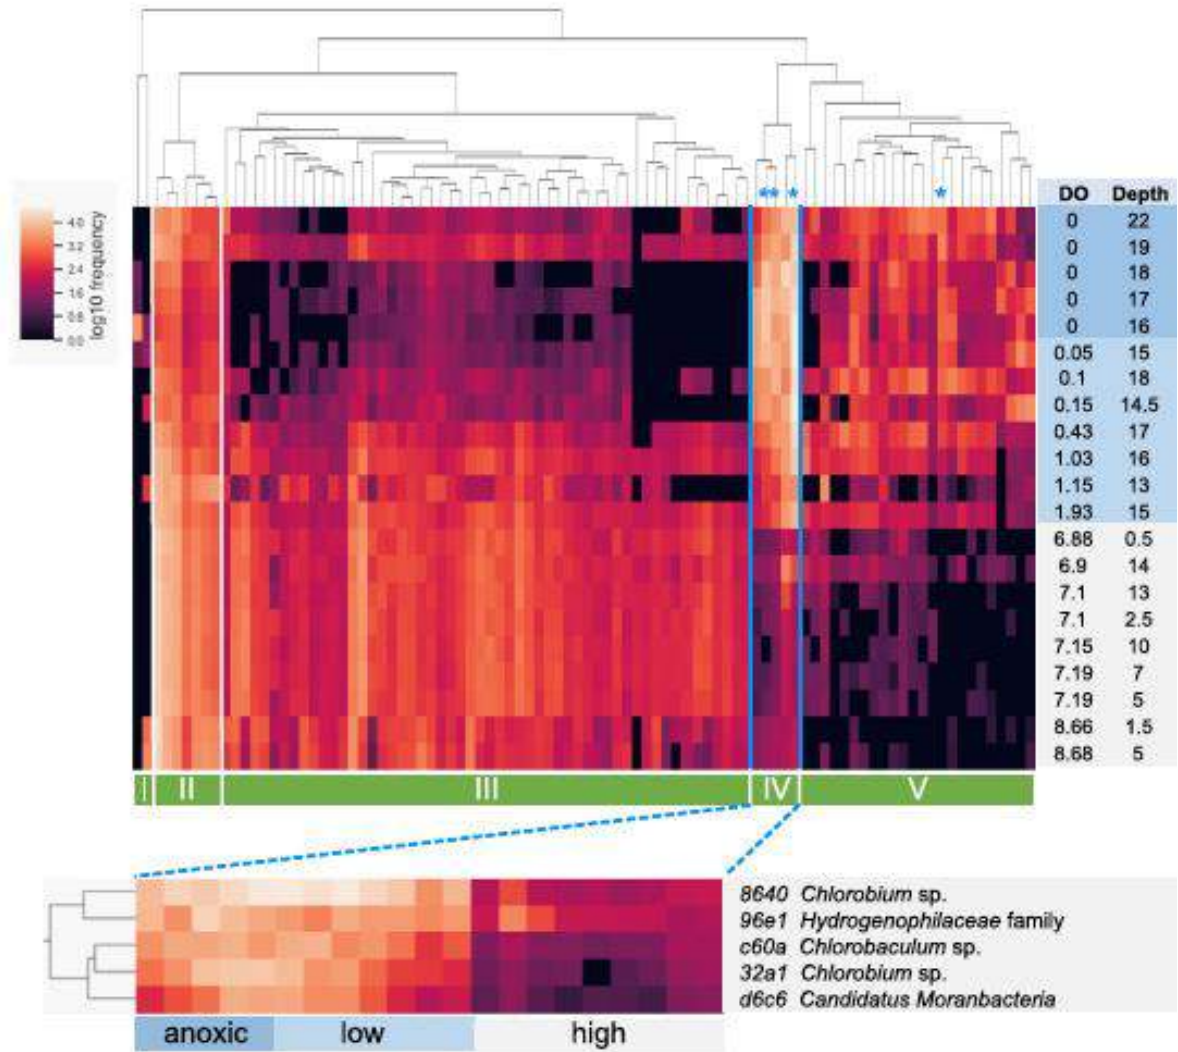 ** * *
DO Depth
0 22
0 19
0 18
0 17
0 16
0.05 15
0.1 18
0.15 14.5
0.43 17
1.03 16
1.15 13
1.93 15
6.88 0.5
6.9 14
7.1 13
7.1 2.5
7.15 10
7.19 7
7.19 5
8.66 1.5
8.68 5
4.0
3.2
2.4
1.6
0.8
0.0
log10 frequency
I II III IV V
8640 Chlorobium sp.
96e1 Hydrogenophilaceae family
c60a Chlorobaculum sp.
32a1 Chlorobium sp.
d6c6 Candidatus Moranbacteria
anoxic low high